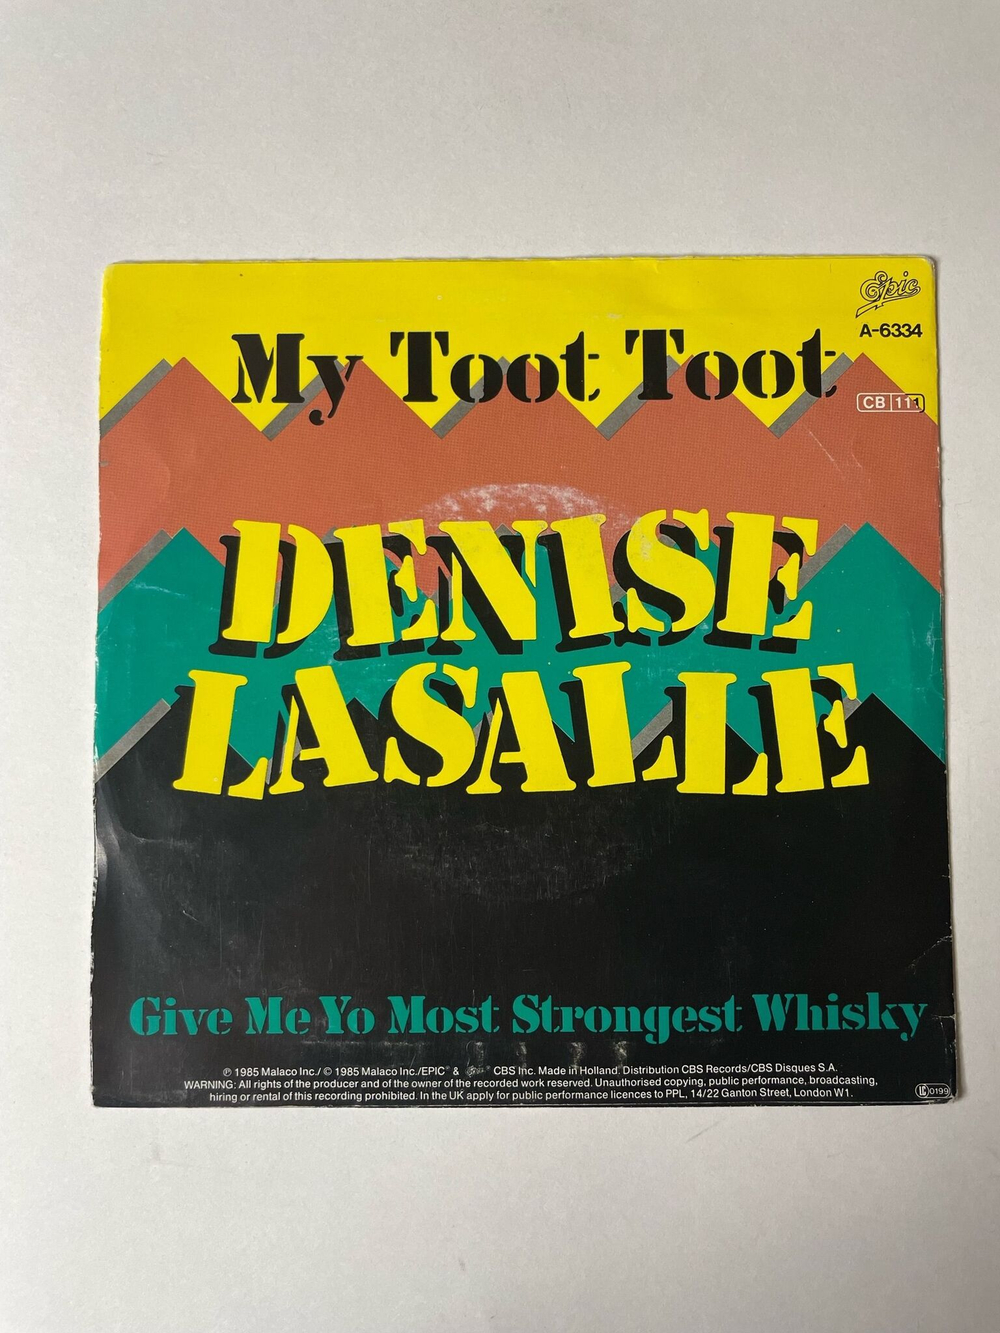 Epic
A-6334
My Toot Toot
CB 111
DENISE
LASALLE
Give Me Yo Most Strongest Whisky
℗ 1985 Malaco Inc./ © 1985 Malaco Inc./EPIC® & CBS Inc. Made in Holland. Distribution CBS Records/CBS Disques S.A.
WARNING: All rights of the producer and of the owner of the recorded work reserved. Unauthorised copying, public performance, broadcasting,
hiring or rental of this recording prohibited. In the UK apply for public performance licences to PPL, 14/22 Ganton Street, London W1.
LC 0199